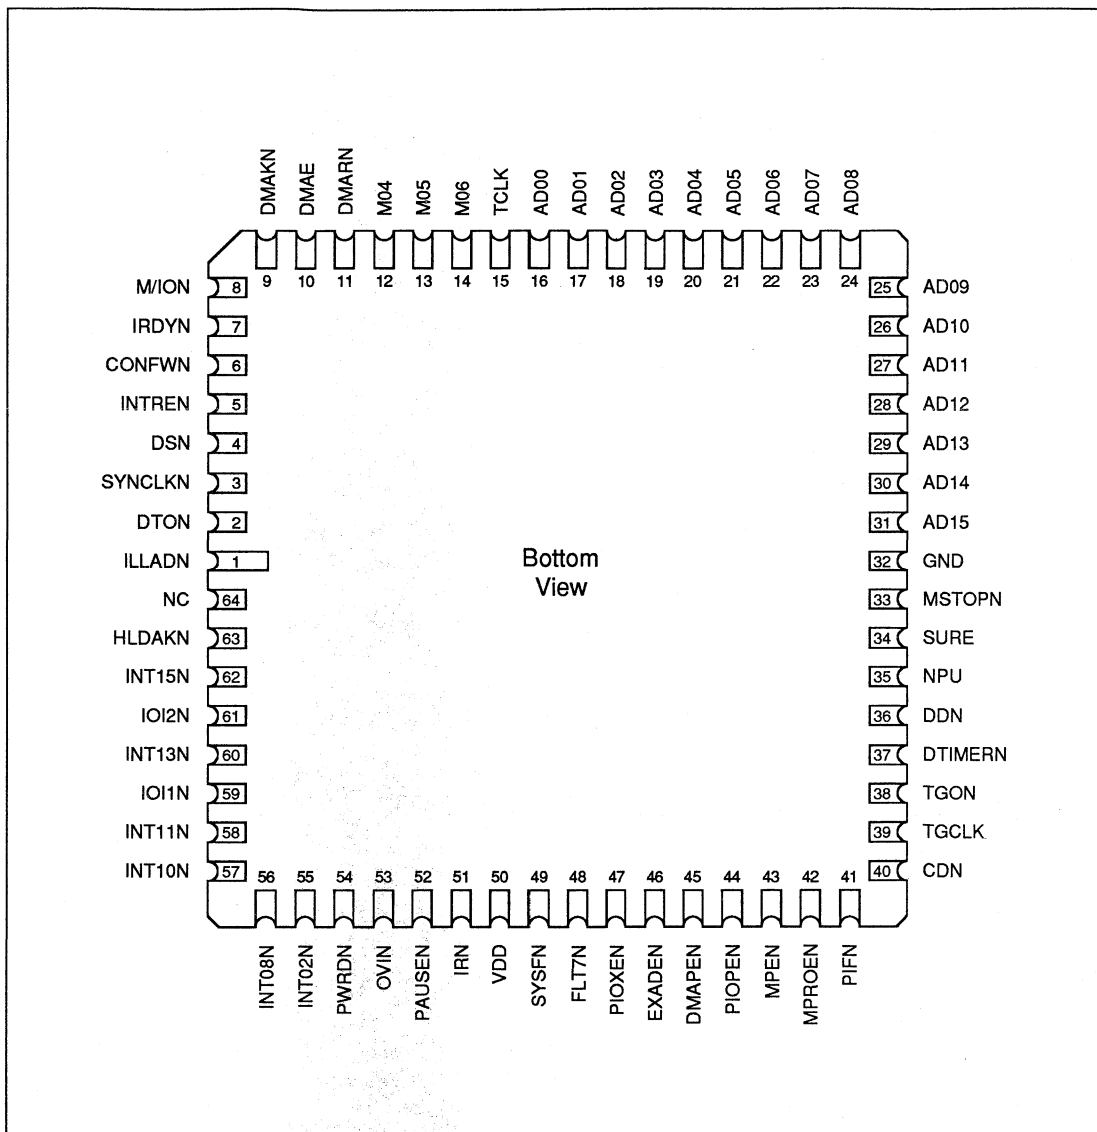 DMAKN DMAE DMARN M04 M05 M06 TCLK AD00 AD01 AD02 AD03 AD04 AD05 AD06 AD07 AD08
9 10 11 12 13 14 15 16 17 18 19 20 21 22 23 24
M/ION 8 25 AD09
IRDYN 7 26 AD10
CONFWN 6 27 AD11
INTREN 5 28 AD12
DSN 4 29 AD13
SYNCLKN 3 30 AD14
DTON 2 31 AD15
ILLADN 1 32 GND
NC 64 33 MSTOPN
HLDAKN 63 34 SURE
INT15N 62 35 NPU
IOI2N 61 36 DDN
INT13N 60 37 DTIMERN
IOI1N 59 38 TGON
INT11N 58 39 TGCLK
INT10N 57 40 CDN
Bottom
View
56 55 54 53 52 51 50 49 48 47 46 45 44 43 42 41
INT08N INT02N PWRDN OVIN PAUSEN IRN VDD SYSFN FLT7N PIOXEN EXADEN DMAPEN PIOPEN MPEN MPROEN PIFN